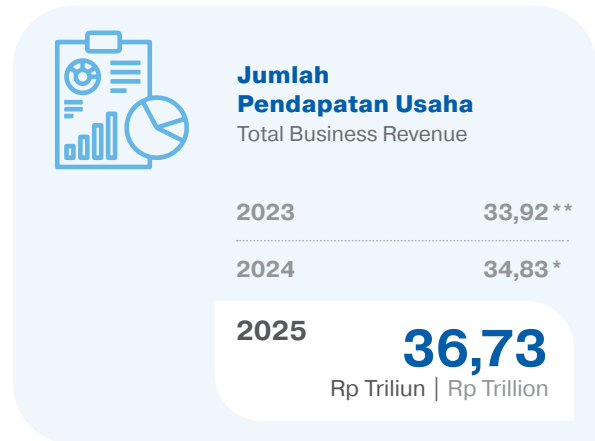 Jumlah
Pendapatan Usaha
Total Business Revenue
2023 33,92**
2024 34,83*
2025 36,73
Rp Triliun | Rp Trillion